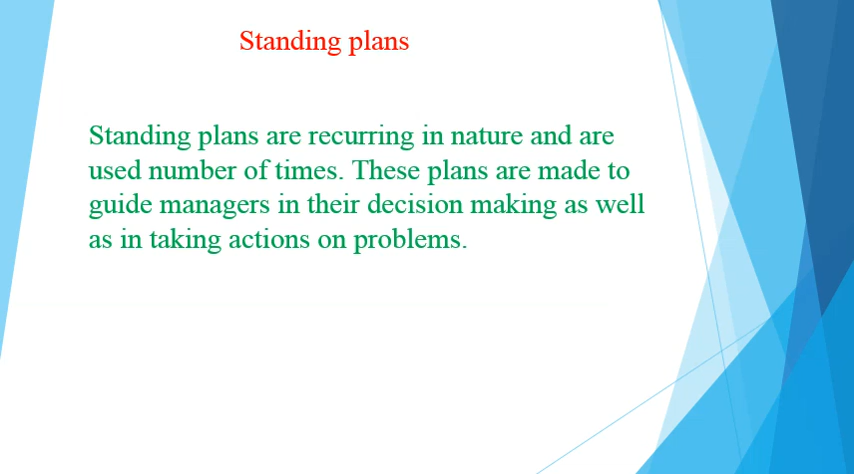 Standing plans
Standing plans are recurring in nature and are
used number of times. These plans are made to
guide managers in their decision making as well
as in taking actions on problems.